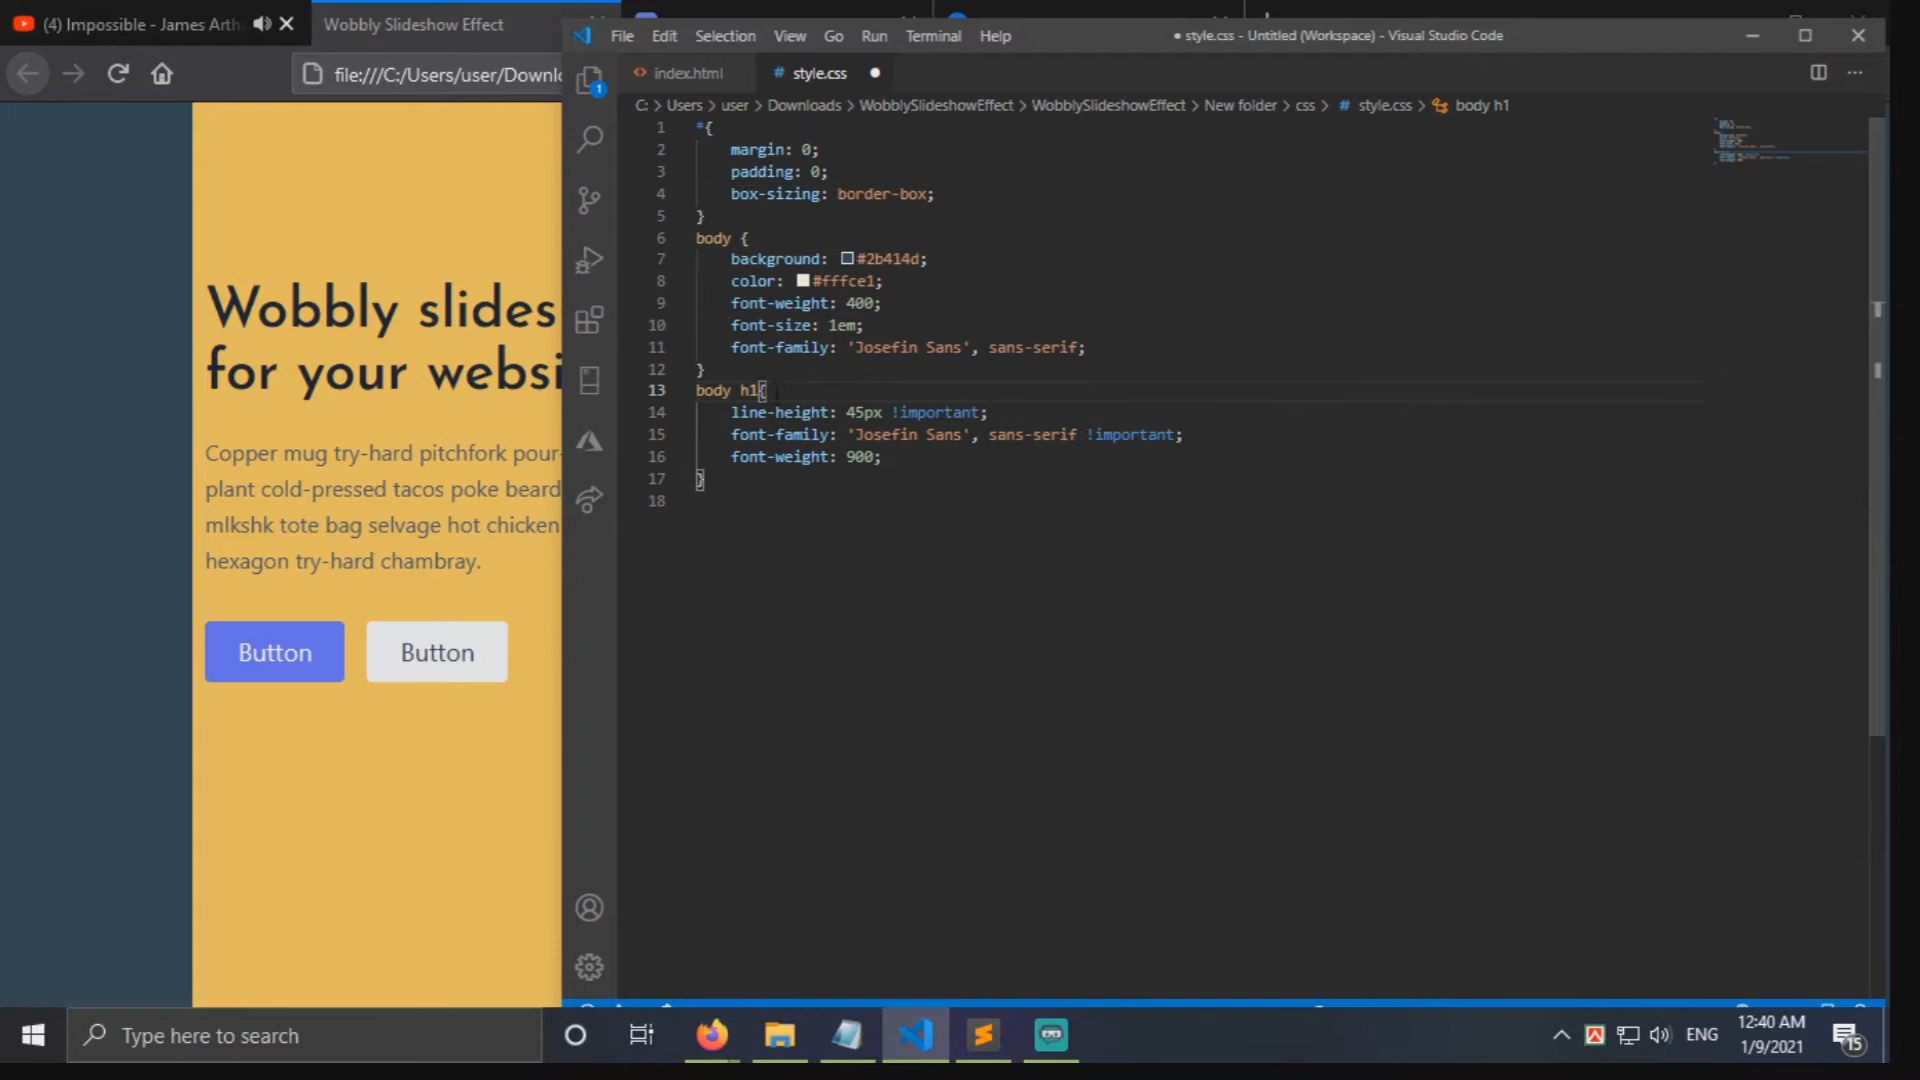 (4) Impossible - James Arth
Wobbly Slideshow Effect
file:///C:/Users/user/Downlo
Wobbly slides
for your websi
Copper mug try-hard pitchfork pour-
plant cold-pressed tacos poke beard
mlkshk tote bag selvage hot chicken
hexagon try-hard chambray.
Button Button
File Edit Selection View Go Run Terminal Help
● style.css - Untitled (Workspace) - Visual Studio Code
1
<> index.html
# style.css ●
C: > Users > user > Downloads > WobblySlideshowEffect > WobblySlideshowEffect > New folder > css > # style.css > body h1
1 *{
2 margin: 0;
3 padding: 0;
4 box-sizing: border-box;
5 }
6 body {
7 background: #2b414d;
8 color: #fffce1;
9 font-weight: 400;
10 font-size: 1em;
11 font-family: 'Josefin Sans', sans-serif;
12 }
13 body h1{
14 line-height: 45px !important;
15 font-family: 'Josefin Sans', sans-serif !important;
16 font-weight: 900;
17 }
18
Type here to search
ENG
12:40 AM
1/9/2021
15